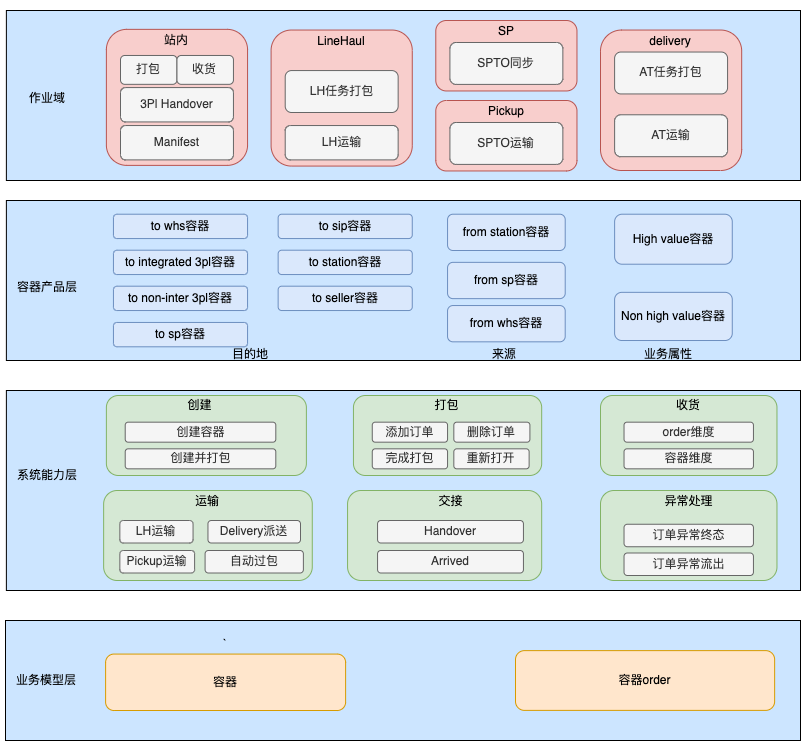 作业域
站内
打包
收货
3Pl Handover
Manifest
LineHaul
LH任务打包
LH运输
SP
SPTO同步
Pickup
SPTO运输
delivery
AT任务打包
AT运输
容器产品层
to whs容器
to integrated 3pl容器
to non-inter 3pl容器
to sp容器
to sip容器
to station容器
to seller容器
目的地
from station容器
from sp容器
from whs容器
来源
High value容器
Non high value容器
业务属性
系统能力层
创建
创建容器
创建并打包
打包
添加订单
删除订单
完成打包
重新打开
收货
order维度
容器维度
运输
LH运输
Delivery派送
Pickup运输
自动过包
交接
Handover
Arrived
异常处理
订单异常终态
订单异常流出
业务模型层
、
容器
容器order